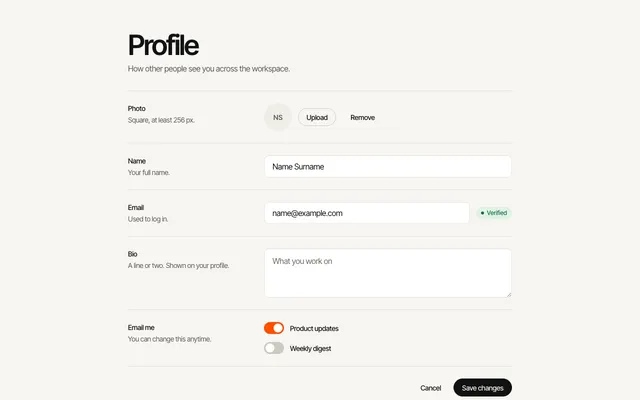 Profile
How other people see you across the workspace.
Photo
Square, at least 256 px.
NS
Upload
Remove
Name
Your full name.
Name Surname
Email
Used to log in.
name@example.com
Verified
Bio
A line or two. Shown on your profile.
What you work on
Email me
You can change this anytime.
Product updates
Weekly digest
Cancel
Save changes